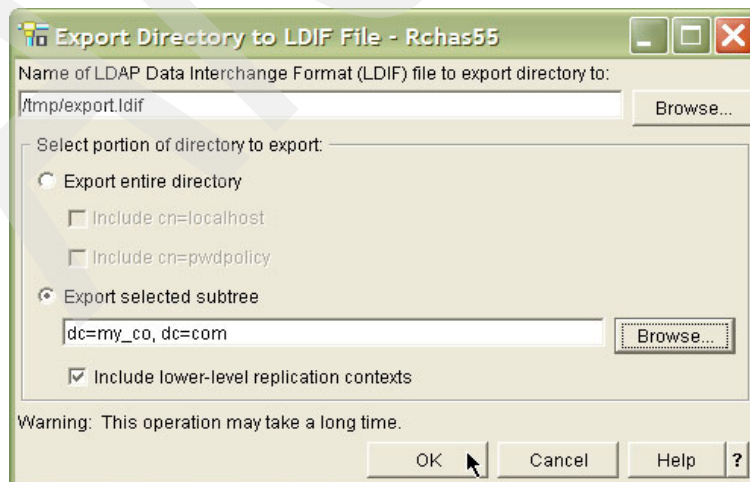 Export Directory to LDIF File - Rchas55
Name of LDAP Data Interchange Format (LDIF) file to export directory to:
/tmp/export.ldif
Browse...
Select portion of directory to export:
Export entire directory
Include cn=localhost
Include cn=pwdpolicy
Export selected subtree
dc=my_co, dc=com
Browse...
Include lower-level replication contexts
Warning: This operation may take a long time.
OK Cancel Help ?